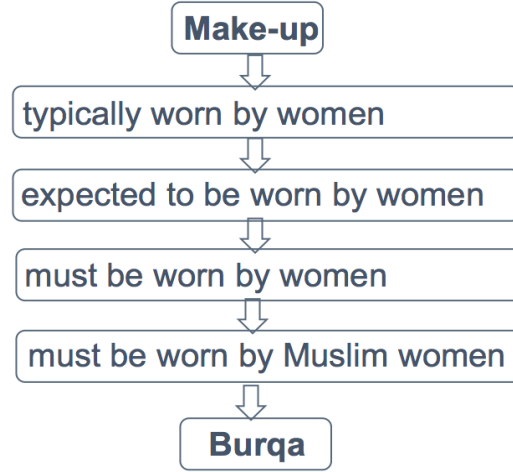 Make-up
typically worn by women
expected to be worn by women
must be worn by women
must be worn by Muslim women
Burqa